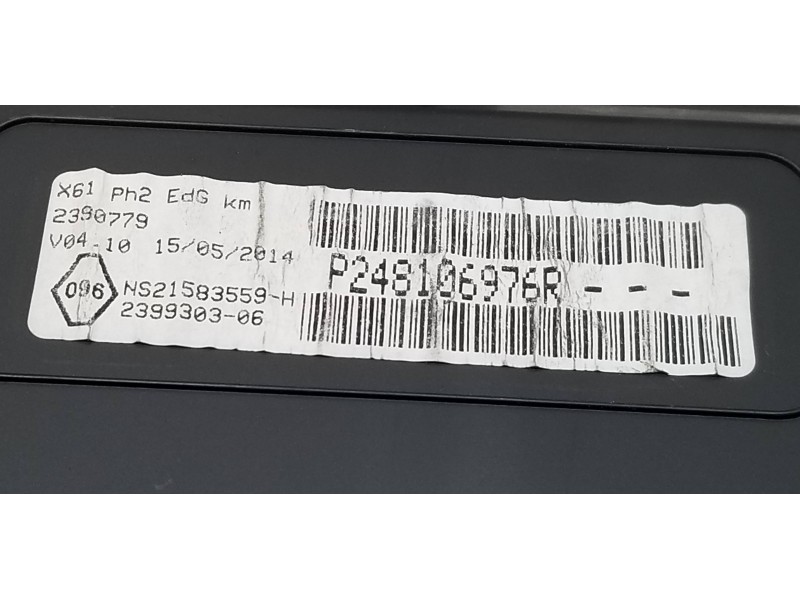 X61 Ph2 EdG km
2390779
V04-10 15/05/2014
096 NS21583559-H
2399303-06
P248106976R - - -